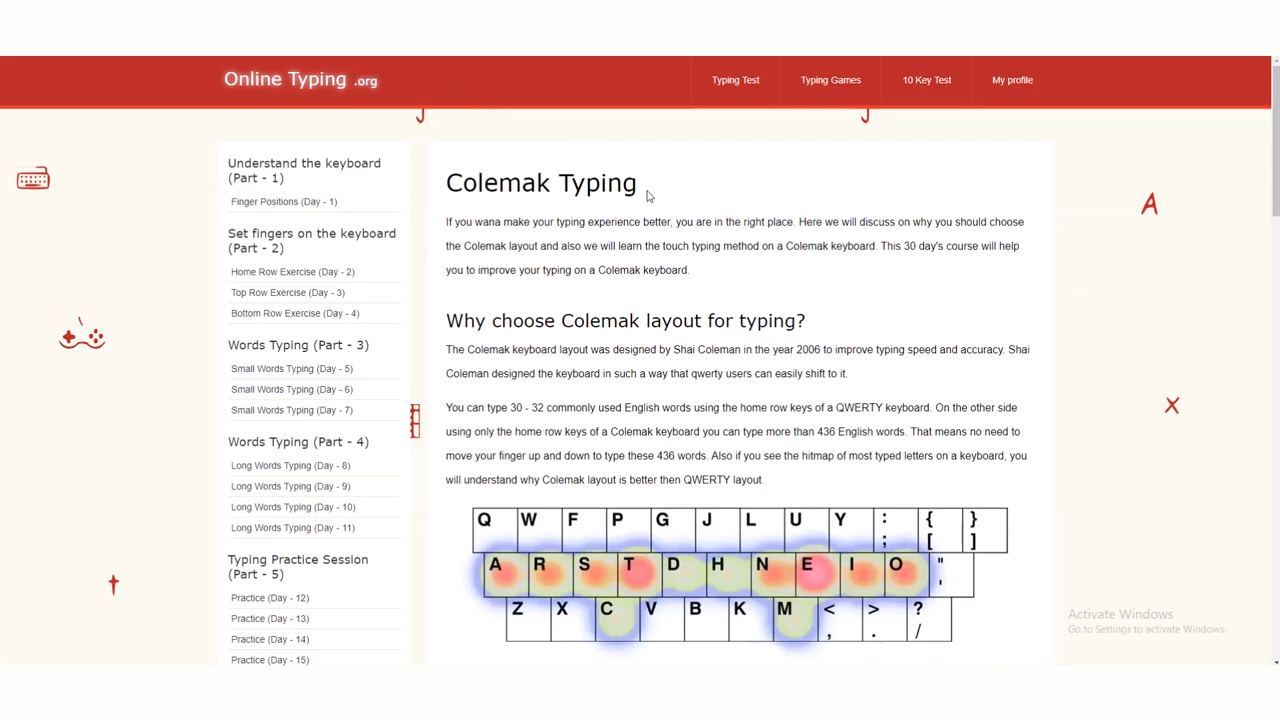 Online Typing .org
Typing Test
Typing Games
10 Key Test
My profile
Understand the keyboard
(Part - 1)
Finger Positions (Day - 1)
Set fingers on the keyboard
(Part - 2)
Home Row Exercise (Day - 2)
Top Row Exercise (Day - 3)
Bottom Row Exercise (Day - 4)
Words Typing (Part - 3)
Small Words Typing (Day - 5)
Small Words Typing (Day - 6)
Small Words Typing (Day - 7)
Words Typing (Part - 4)
Long Words Typing (Day - 8)
Long Words Typing (Day - 9)
Long Words Typing (Day - 10)
Long Words Typing (Day - 11)
Typing Practice Session
(Part - 5)
Practice (Day - 12)
Practice (Day - 13)
Practice (Day - 14)
Practice (Day - 15)
Colemak Typing
If you wana make your typing experience better, you are in the right place. Here we will discuss on why you should choose
the Colemak layout and also we will learn the touch typing method on a Colemak keyboard. This 30 day's course will help
you to improve your typing on a Colemak keyboard.
Why choose Colemak layout for typing?
The Colemak keyboard layout was designed by Shai Coleman in the year 2006 to improve typing speed and accuracy. Shai
Coleman designed the keyboard in such a way that qwerty users can easily shift to it.
You can type 30 - 32 commonly used English words using the home row keys of a QWERTY keyboard. On the other side
using only the home row keys of a Colemak keyboard you can type more than 436 English words. That means no need to
move your finger up and down to type these 436 words. Also if you see the hitmap of most typed letters on a keyboard, you
will understand why Colemak layout is better then QWERTY layout.
Q W F P G J L U Y : { }
; [ ]
A R S T D H N E I O "
'
Z X C V B K M < > ?
, . /
J
J
A
X
Activate Windows
Go to Settings to activate Windows.